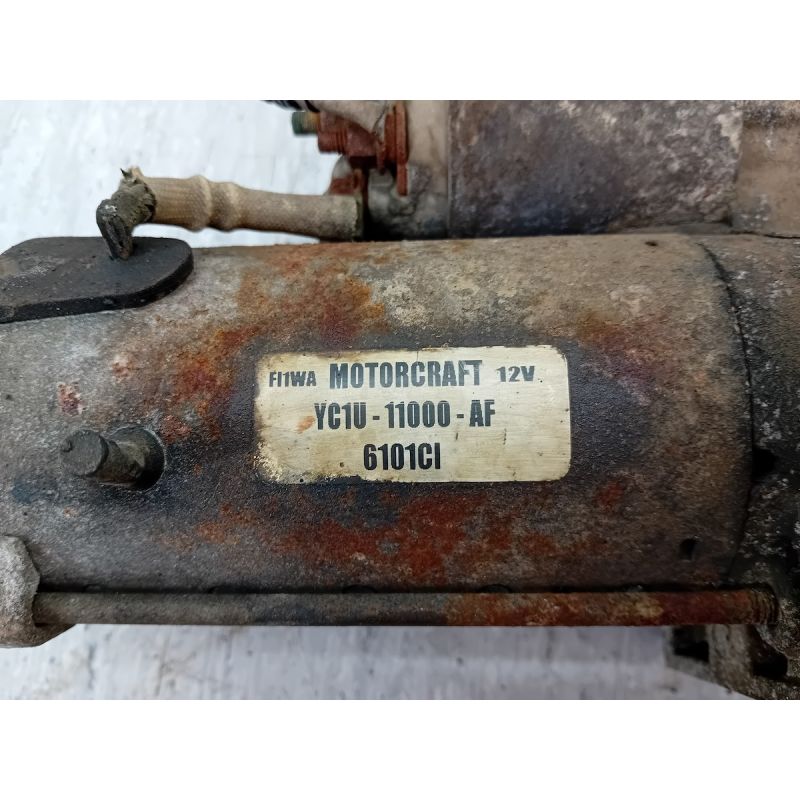 FI1WA MOTORCRAFT 12V
YC1U - 11000 - AF
6101CI